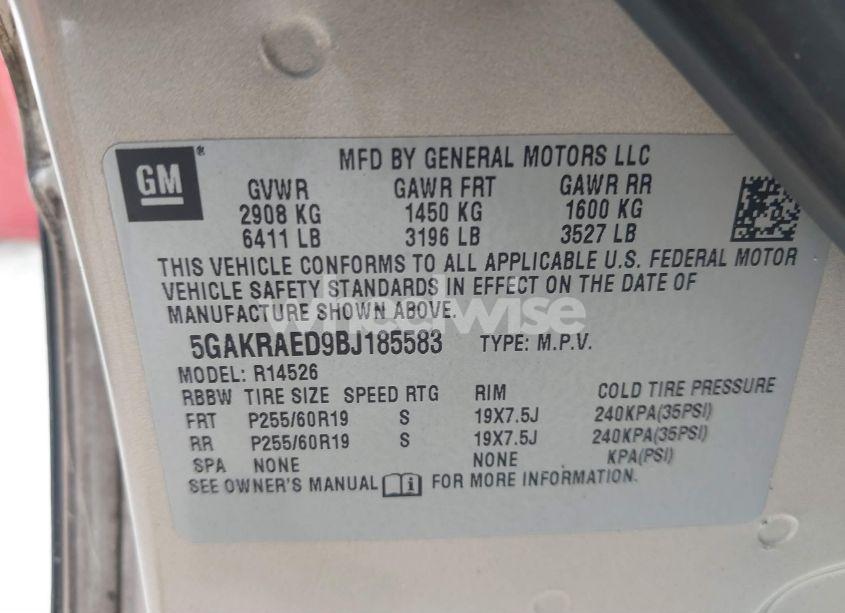 GM
MFD BY GENERAL MOTORS LLC
GVWR GAWR FRT GAWR RR
2908 KG 1450 KG 1600 KG
6411 LB 3196 LB 3527 LB
THIS VEHICLE CONFORMS TO ALL APPLICABLE U.S. FEDERAL MOTOR
VEHICLE SAFETY STANDARDS IN EFFECT ON THE DATE OF
MANUFACTURE SHOWN ABOVE.
wheelwise
5GAKRAED9BJ185583 TYPE: M.P.V.
MODEL: R14526
RBBW TIRE SIZE SPEED RTG RIM COLD TIRE PRESSURE
FRT P255/60R19 S 19X7.5J 240KPA(35PSI)
RR P255/60R19 S 19X7.5J 240KPA(35PSI)
SPA NONE NONE KPA(PSI)
SEE OWNER'S MANUAL i FOR MORE INFORMATION.